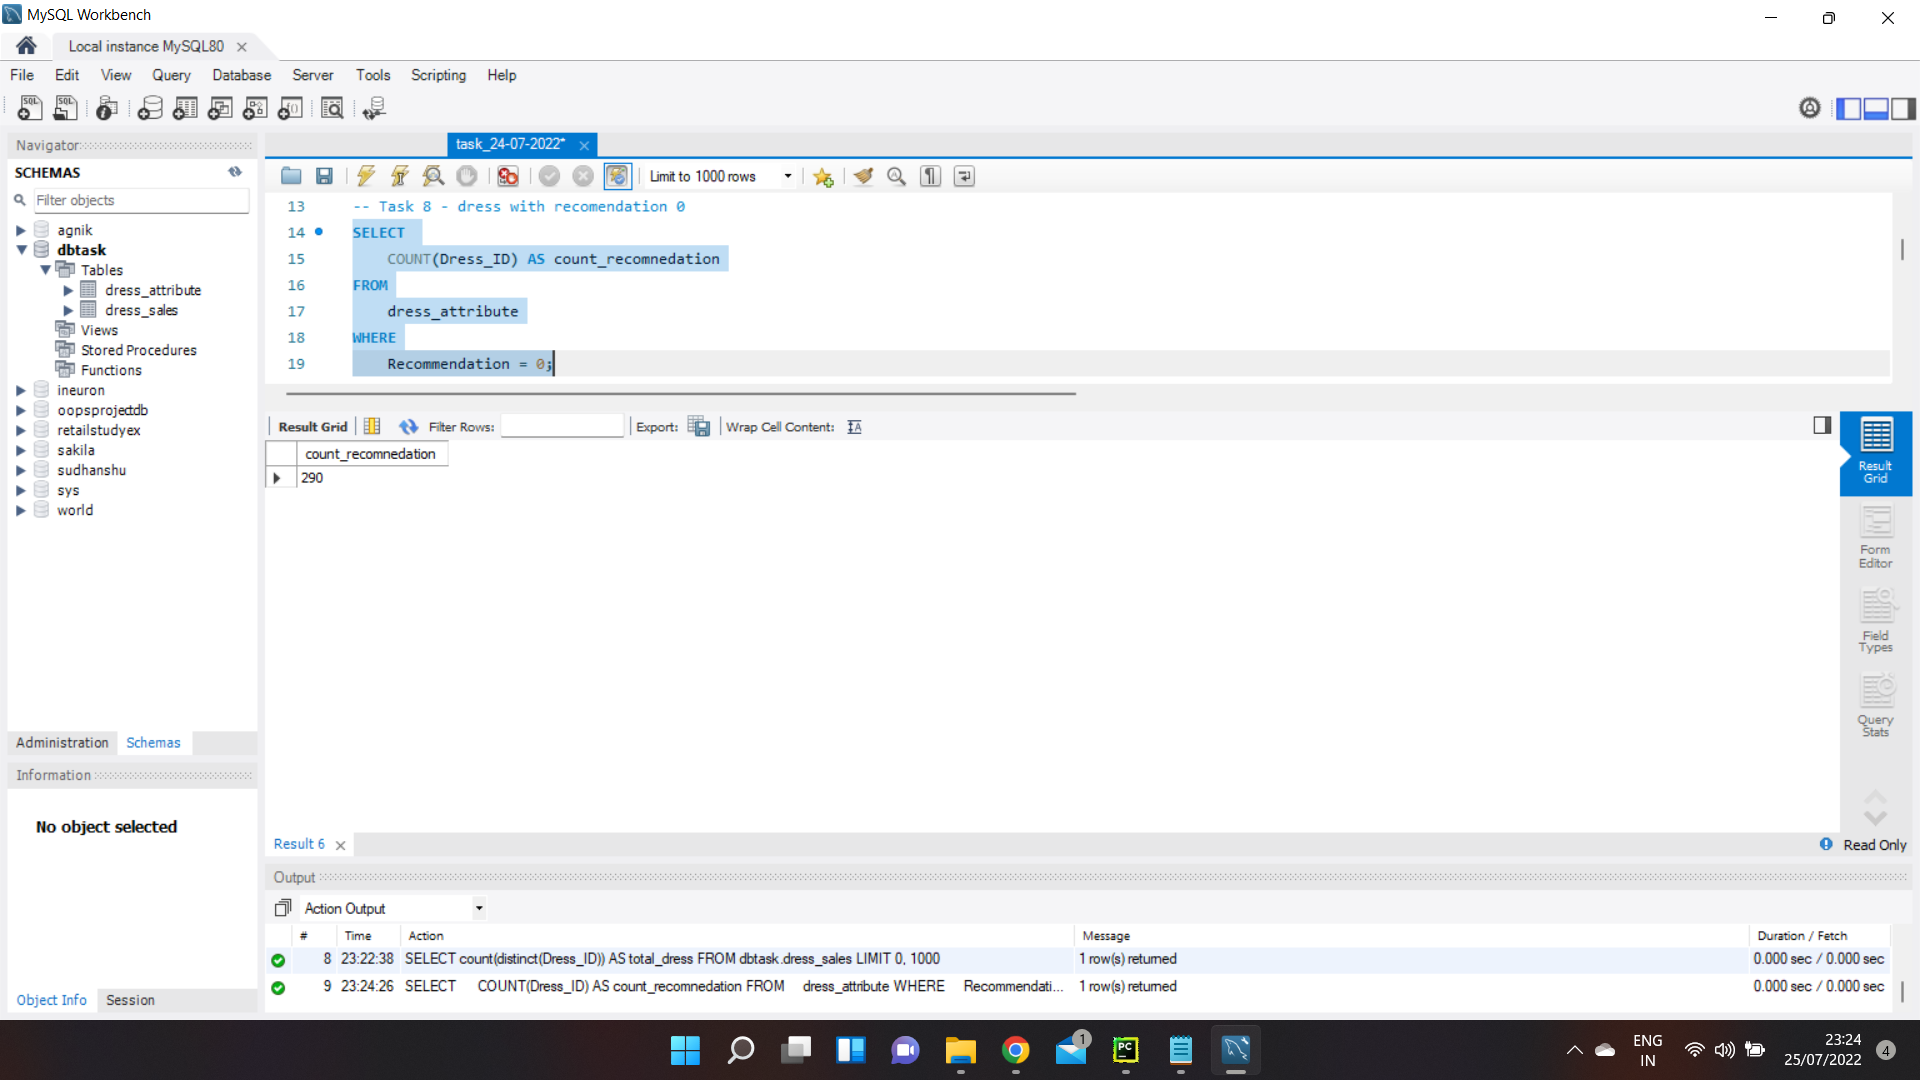 MySQL Workbench
Local instance MySQL80
File Edit View Query Database Server Tools Scripting Help
Navigator
SCHEMAS
Filter objects
agnik
dbtask
Tables
dress_attribute
dress_sales
Views
Stored Procedures
Functions
ineuron
oopsprojectdb
retailstudyex
sakila
sudhanshu
sys
world
Administration Schemas
Information
No object selected
Object Info Session
task_24-07-2022*
Limit to 1000 rows
13 -- Task 8 - dress with recomendation 0
14 SELECT
15 COUNT(Dress_ID) AS count_recomnedation
16 FROM
17 dress_attribute
18 WHERE
19 Recommendation = 0;
Result Grid Filter Rows: Export: Wrap Cell Content:
count_recomnedation
290
Result
Grid
Form
Editor
Field
Types
Query
Stats
Result 6 Read Only
Output
Action Output
# Time Action Message Duration / Fetch
8 23:22:38 SELECT count(distinct(Dress_ID)) AS total_dress FROM dbtask.dress_sales LIMIT 0, 1000 1 row(s) returned 0.000 sec / 0.000 sec
9 23:24:26 SELECT COUNT(Dress_ID) AS count_recomnedation FROM dress_attribute WHERE Recommendati... 1 row(s) returned 0.000 sec / 0.000 sec
1
PC
ENG
IN
23:24
25/07/2022
4